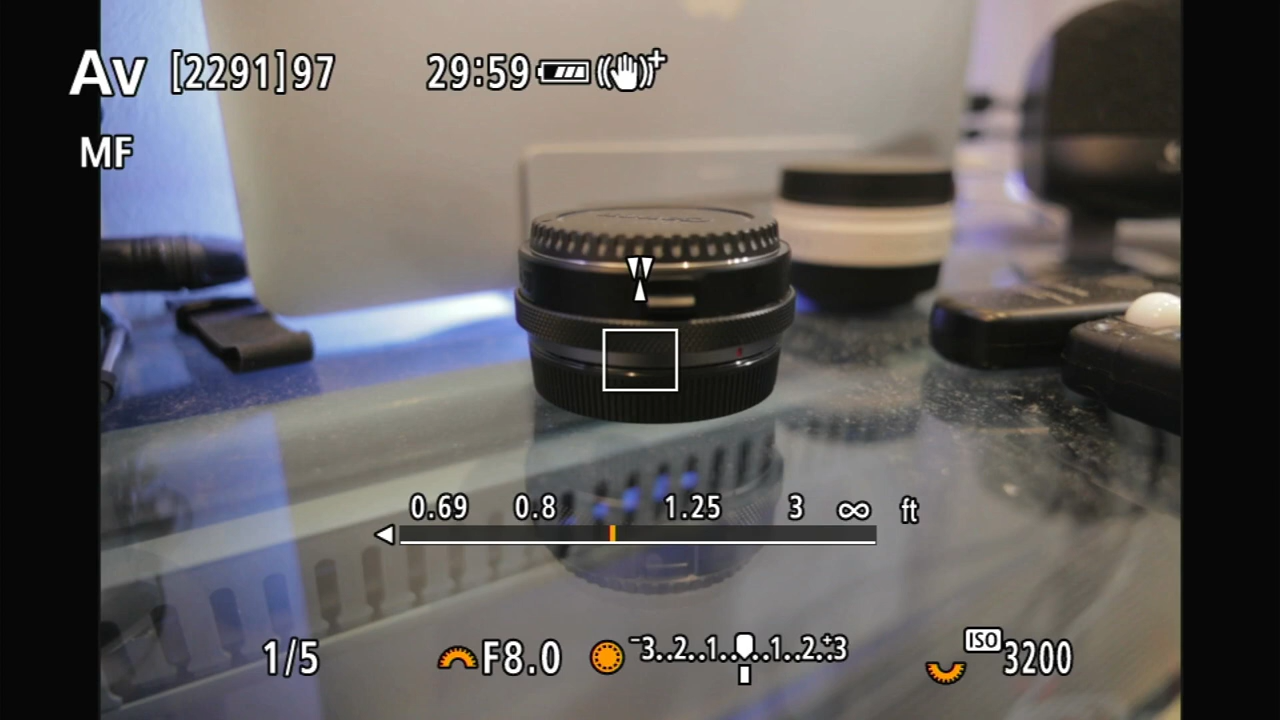 Av [2291]97 29:59
MF
0.69 0.8 1.25 3 ∞ ft
1/5 F8.0 -3..2..1..0..1..2..+3 ISO 3200